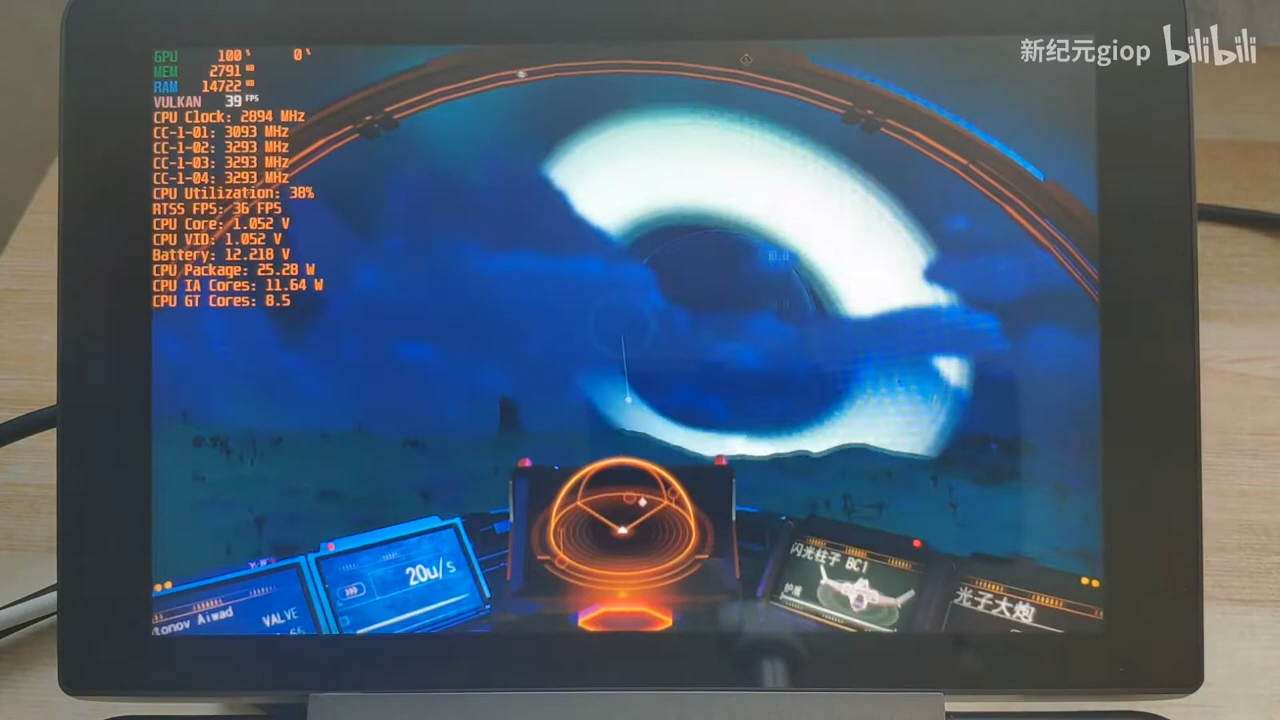 新纪元giop bilibili
GPU 100 % 0 %
MEM 2791 MB
RAM 14722 MB
VULKAN 39 FPS
CPU Clock: 2894 MHz
CC-1-01: 3093 MHz
CC-1-02: 3293 MHz
CC-1-03: 3293 MHz
CC-1-04: 3293 MHz
CPU Utilization: 38%
RTSS FPS: 36 FPS
CPU Core: 1.052 V
CPU VID: 1.052 V
Battery: 12.218 V
CPU Package: 25.28 W
CPU IA Cores: 11.64 W
CPU GT Cores: 8.5
20u/s
闪光柱子 BC1
护盾
光子大炮
tonov Aiwad
VALVE